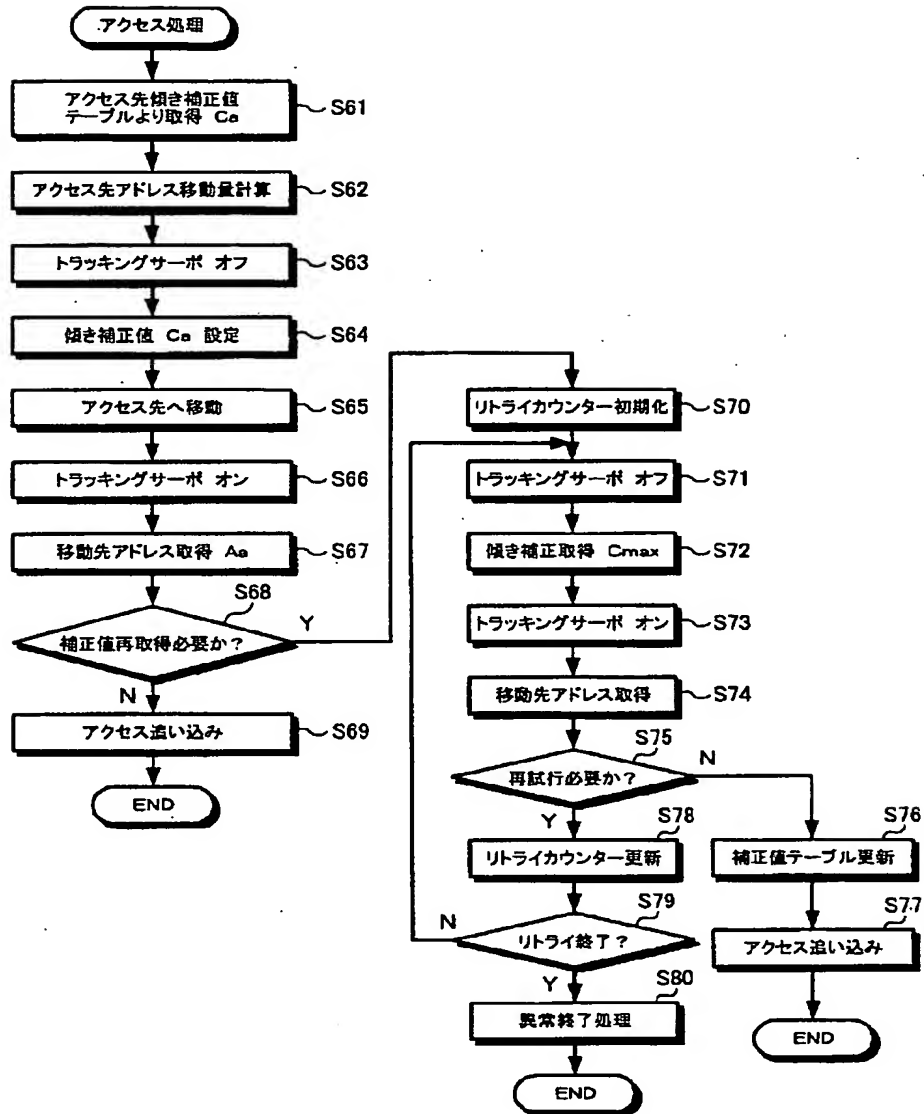 アクセス処理
アクセス先傾き補正値
テーブルより取得 Ca
S61
アクセス先アドレス移動量計算
S62
トラッキングサーボ オフ
S63
傾き補正値 Ca 設定
S64
アクセス先へ移動
S65
トラッキングサーボ オン
S66
移動先アドレス取得 Aa
S67
S68
補正値再取得必要か?
Y
N
アクセス追い込み
S69
END
リトライカウンター初期化
S70
トラッキングサーボ オフ
S71
傾き補正取得 Cmax
S72
トラッキングサーボ オン
S73
移動先アドレス取得
S74
S75
再試行必要か?
N
Y
S78
リトライカウンター更新
S79
リトライ終了?
N
Y
S80
異常終了処理
END
S76
補正値テーブル更新
S77
アクセス追い込み
END